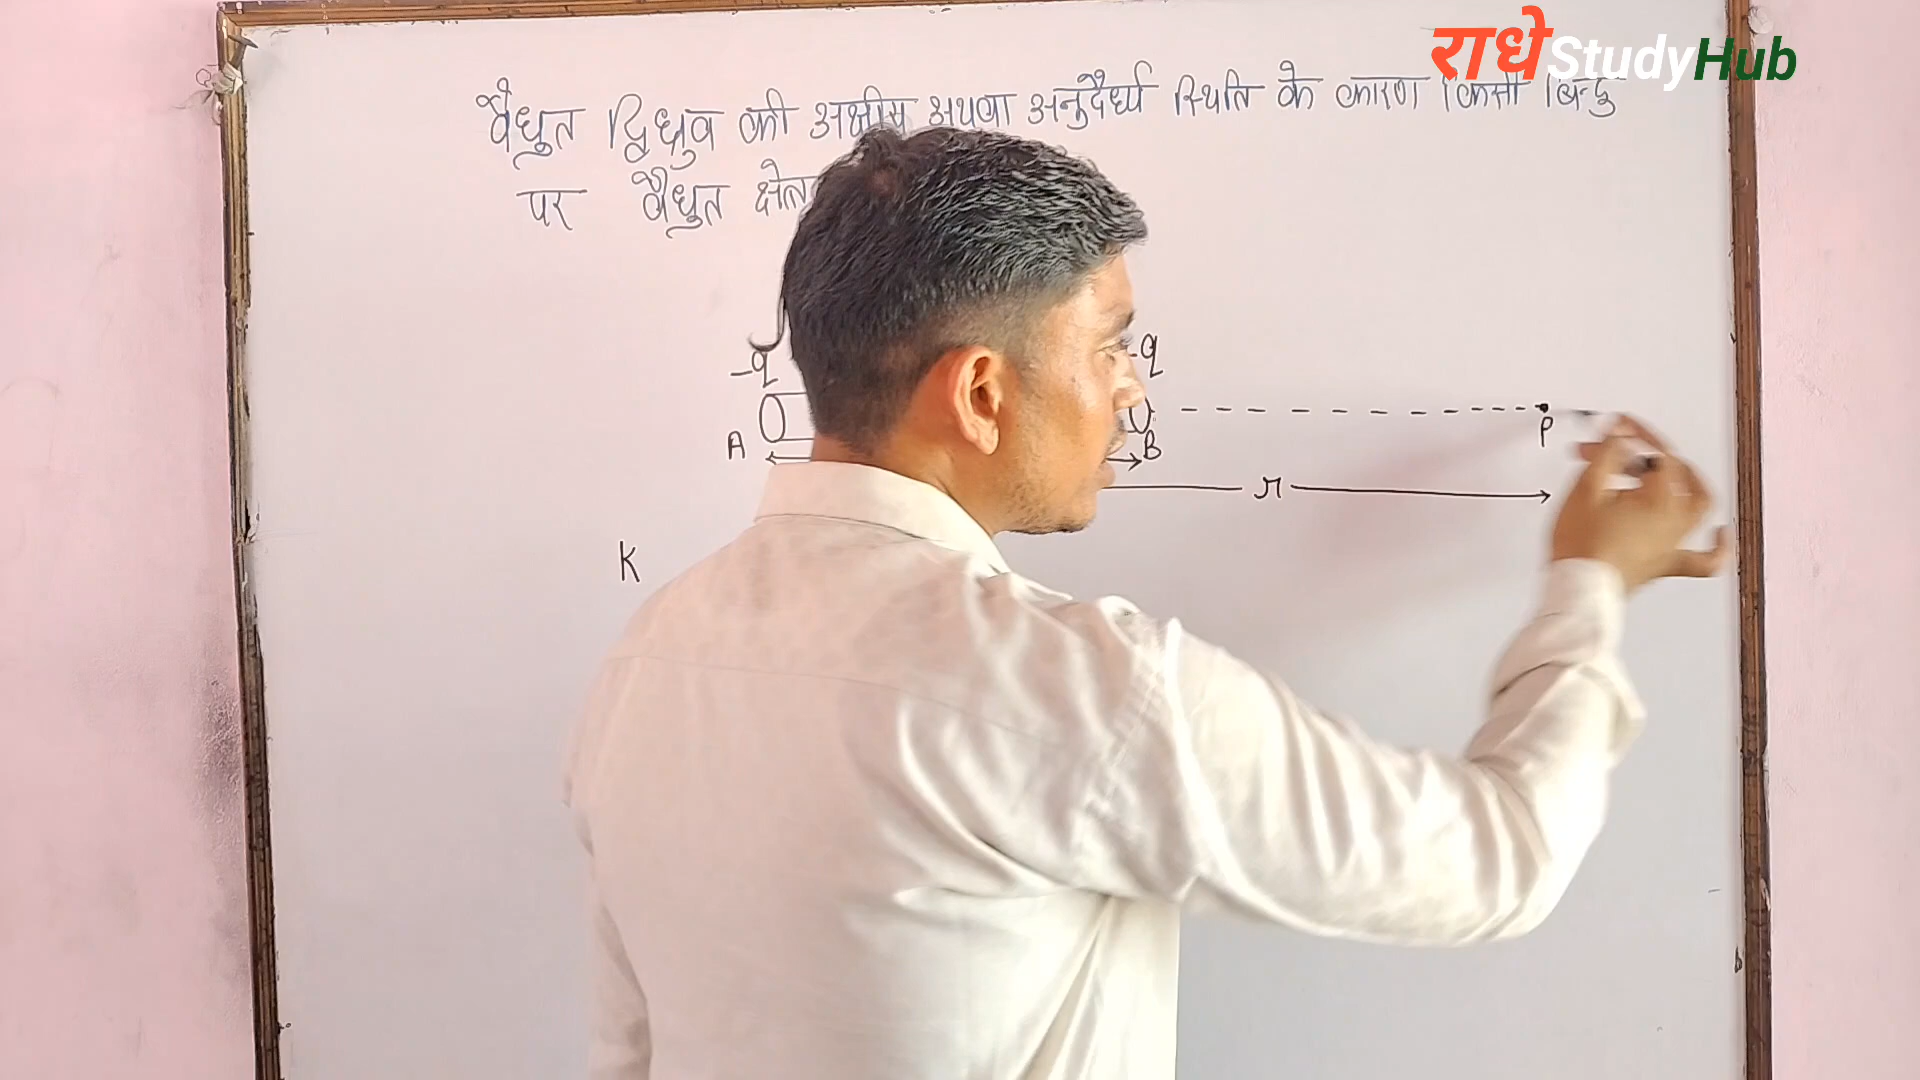 राधे StudyHub
वैधुत द्विध्रुव की अक्षीय अथवा अनुदैर्ध्य स्थिति के कारण किसी बिन्दु
पर वैधुत
-q
-q
P
A
B
r
K